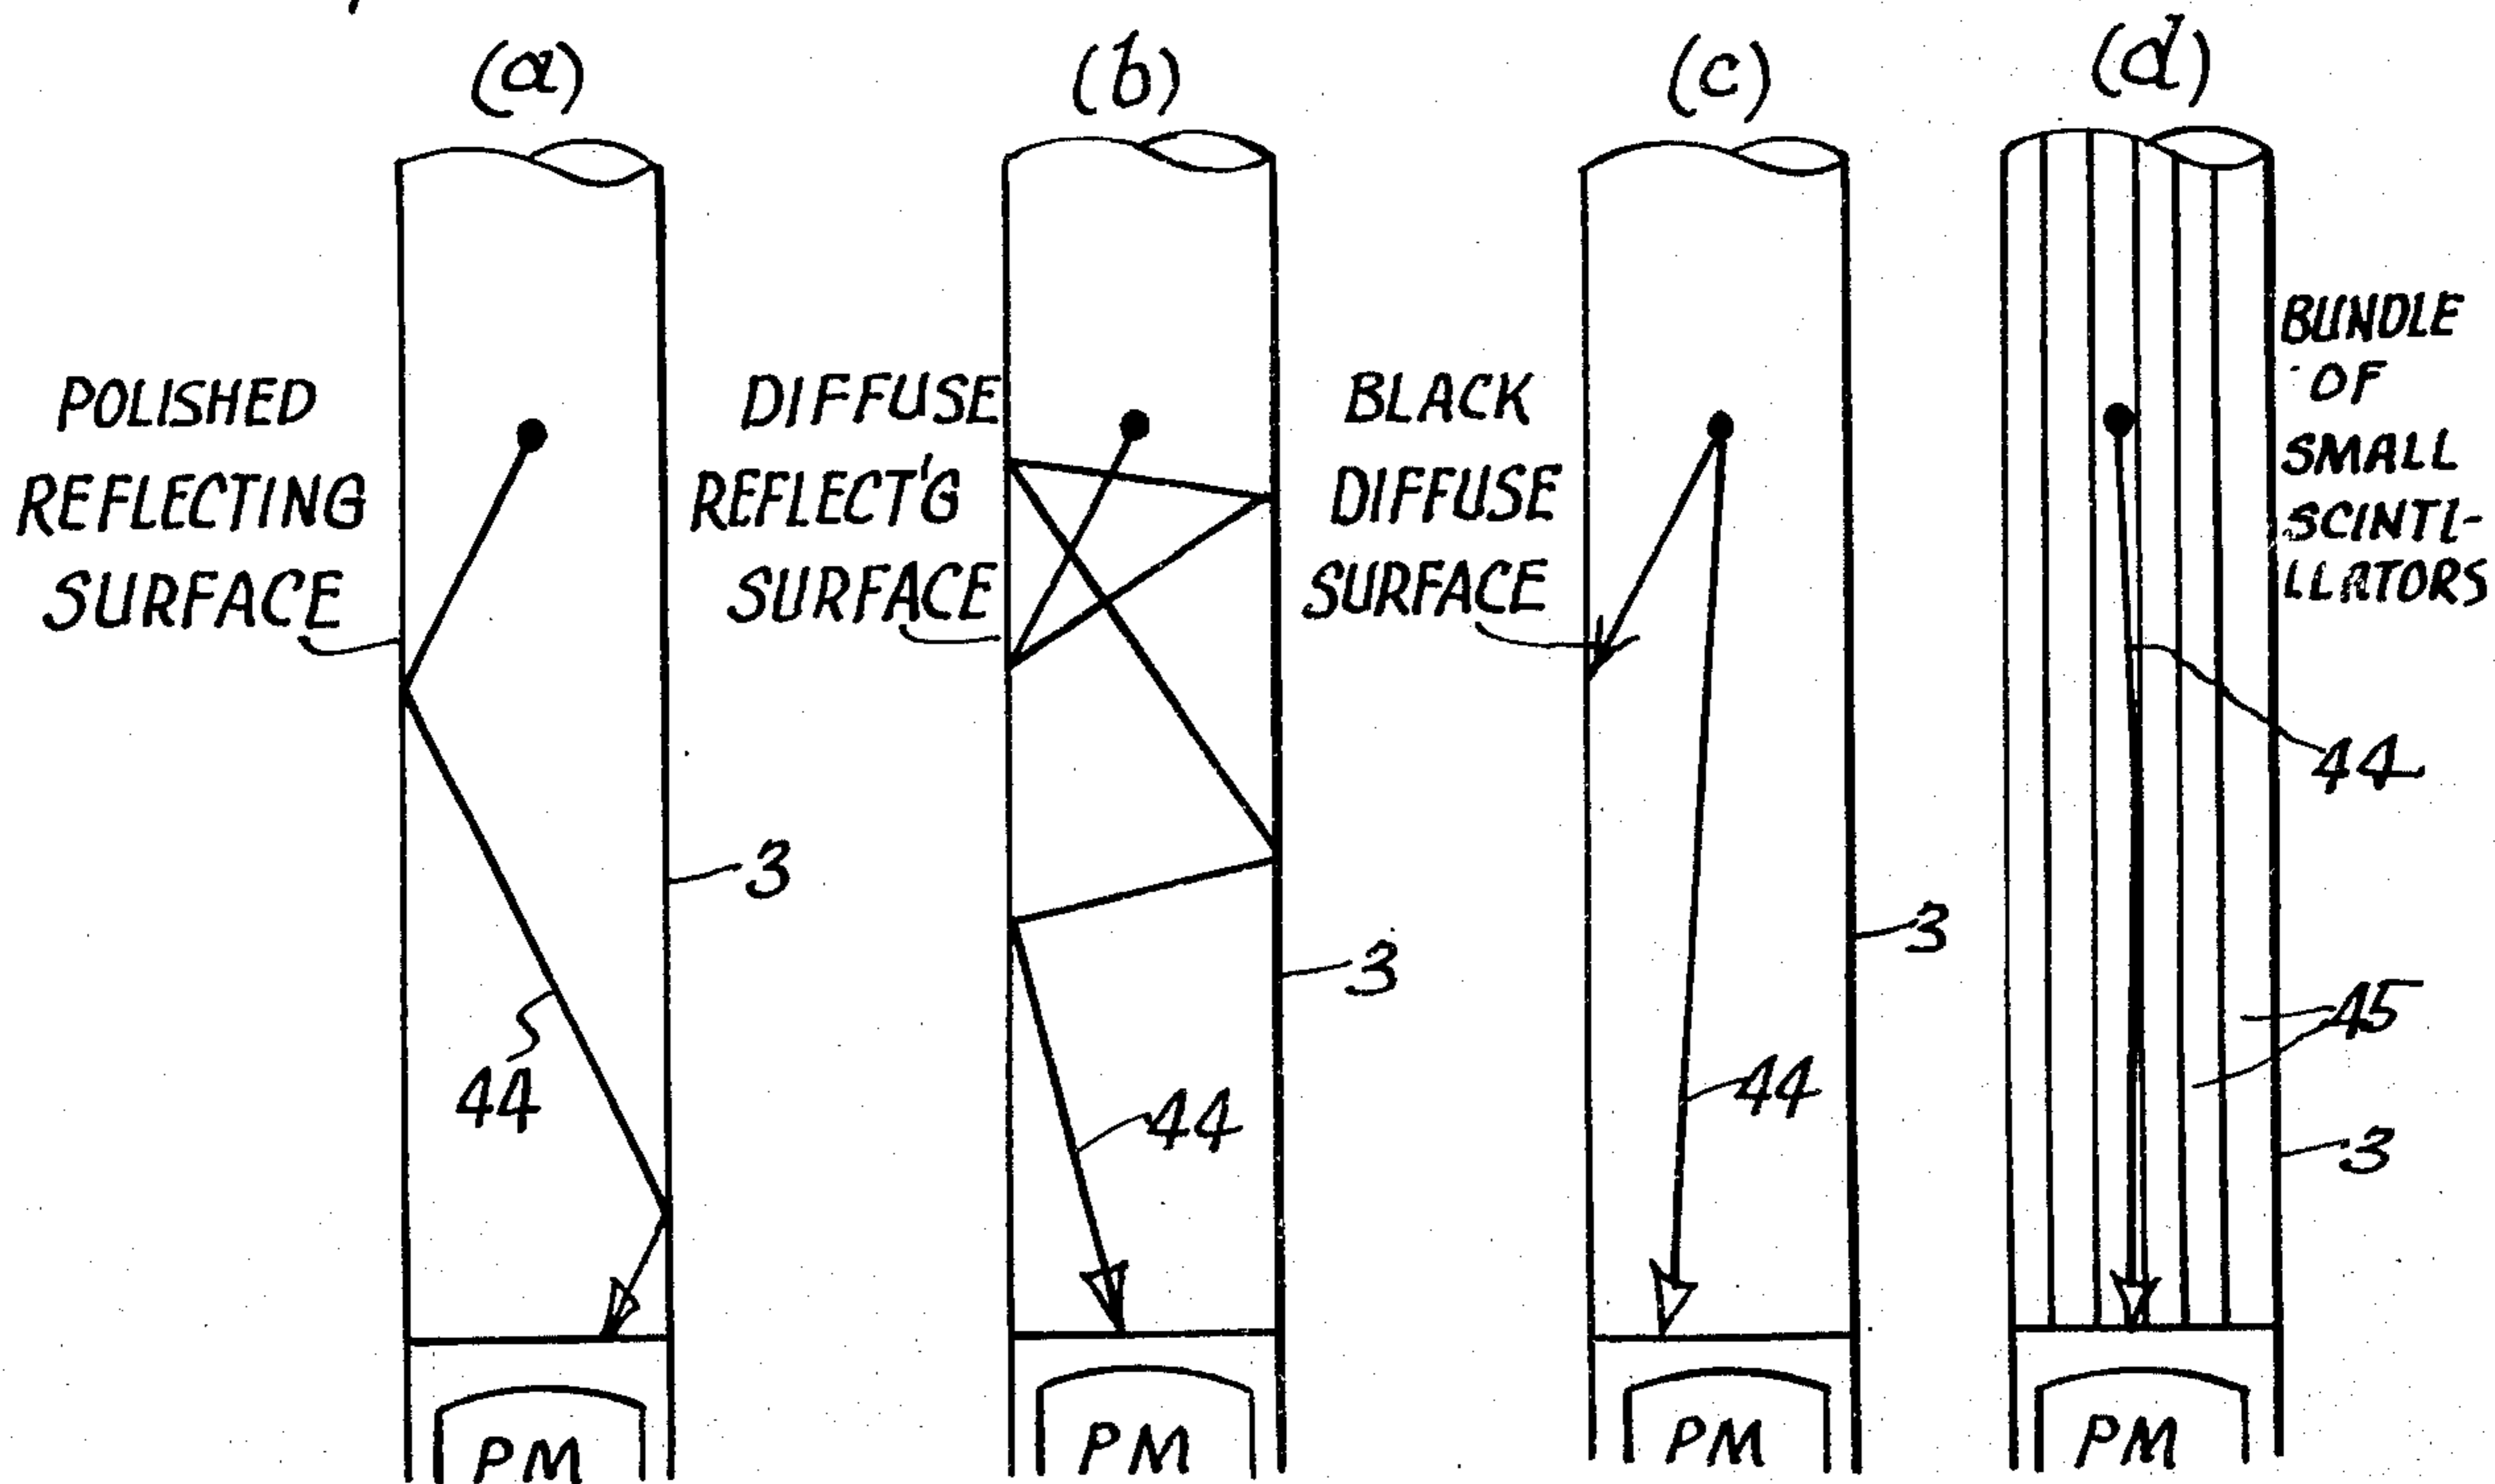 (a)
(b)
(c)
(d)
POLISHED
REFLECTING
SURFACE
DIFFUSE
REFLECT'G
SURFACE
BLACK
DIFFUSE
SURFACE
BUNDLE
OF
SMALL
SCINTI-
LLATORS
44
3
44
3
44
3
44
45
3
PM
PM
PM
PM